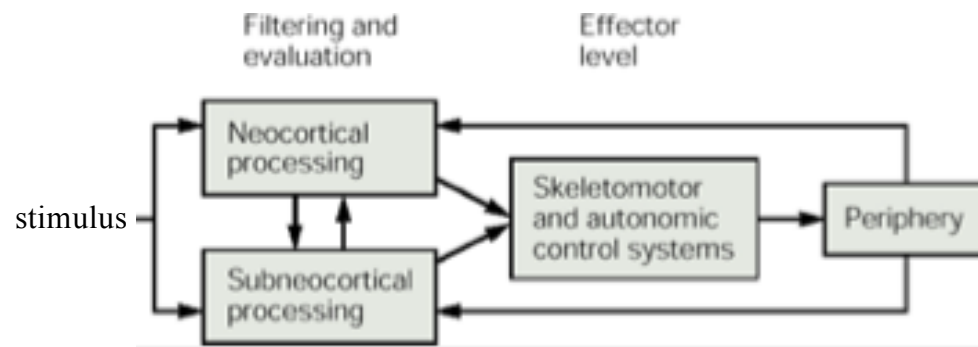 Filtering and
evaluation
Effector
level
Neocortical
processing
stimulus
Skeletomotor
and autonomic
control systems
Periphery
Subneocortical
processing